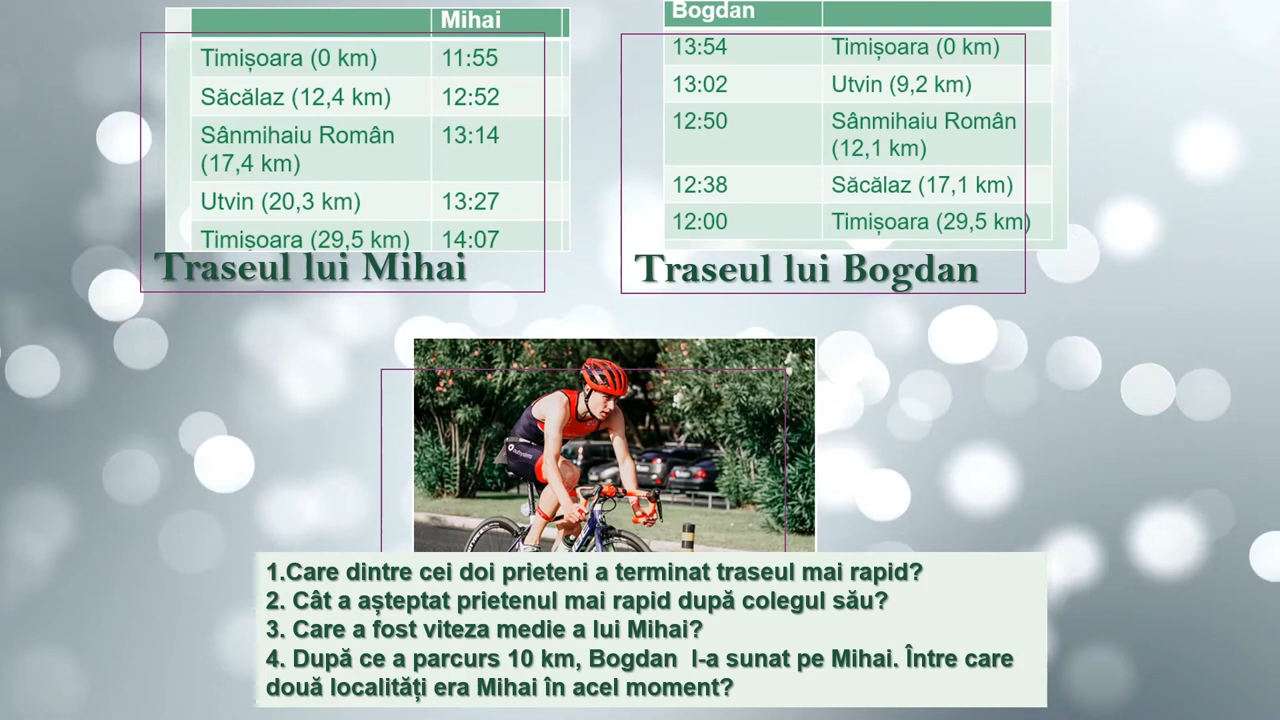 Mihai
Timișoara (0 km) 11:55
Săcălaz (12,4 km) 12:52
Sânmihaiu Român 13:14
(17,4 km)
Utvin (20,3 km) 13:27
Timișoara (29,5 km) 14:07
Traseul lui Mihai
Bogdan
13:54 Timișoara (0 km)
13:02 Utvin (9,2 km)
12:50 Sânmihaiu Român
(12,1 km)
12:38 Săcălaz (17,1 km)
12:00 Timișoara (29,5 km)
Traseul lui Bogdan
1.Care dintre cei doi prieteni a terminat traseul mai rapid?
2. Cât a așteptat prietenul mai rapid după colegul său?
3. Care a fost viteza medie a lui Mihai?
4. După ce a parcurs 10 km, Bogdan l-a sunat pe Mihai. Între care
două localități era Mihai în acel moment?